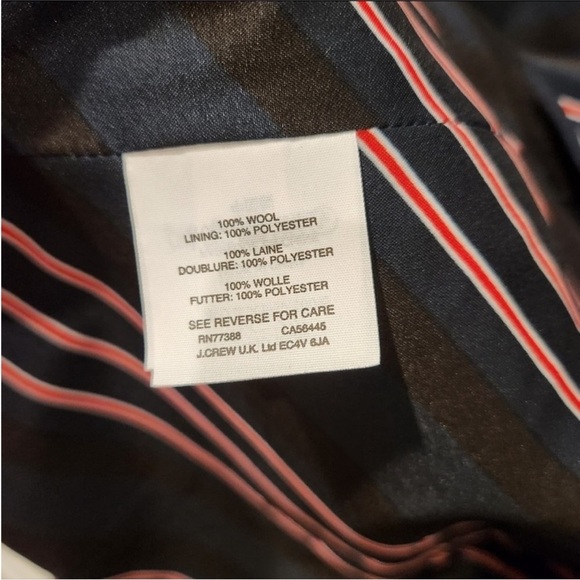 100% WOOL
LINING: 100% POLYESTER
100% LAINE
DOUBLURE: 100% POLYESTER
100% WOLLE
FUTTER: 100% POLYESTER
SEE REVERSE FOR CARE
RN77388 CA56445
J.CREW U.K. Ltd EC4V 6JA